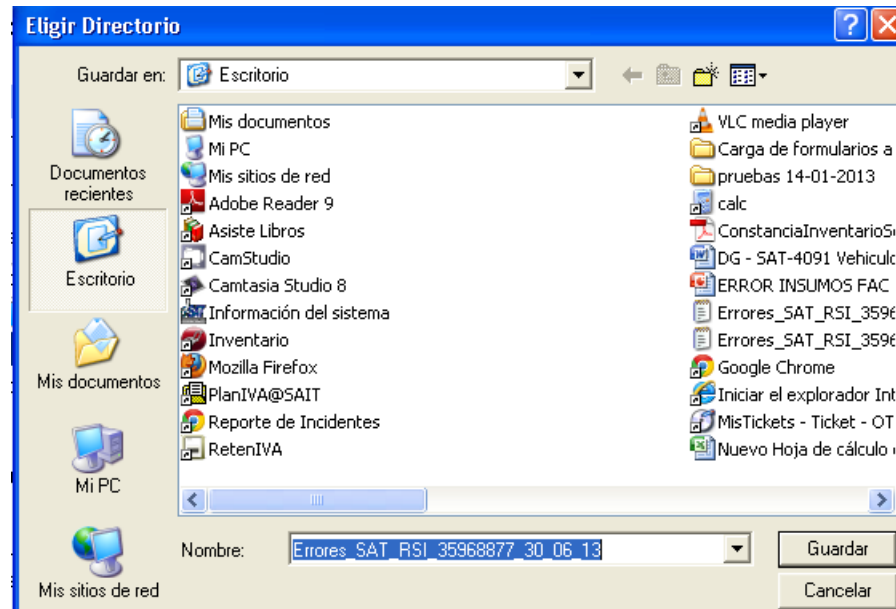 Eligir Directorio
Guardar en:
Escritorio
Documentos
recientes
Escritorio
Mis documentos
Mi PC
Mis sitios de red
Mis documentos
Mi PC
Mis sitios de red
Adobe Reader 9
Asiste Libros
CamStudio
Camtasia Studio 8
Información del sistema
Inventario
Mozilla Firefox
PlanIVA@SAIT
Reporte de Incidentes
RetenIVA
VLC media player
Carga de formularios a
pruebas 14-01-2013
calc
ConstanciaInventarioS
DG - SAT-4091 Vehiculo
ERROR INSUMOS FAC
Errores_SAT_RSI_3596
Errores_SAT_RSI_3596
Google Chrome
Iniciar el explorador Int
MisTickets - Ticket - OT
Nuevo Hoja de cálculo
Nombre:
Errores_SAT_RSI_35968877_30_06_13
Guardar
Cancelar